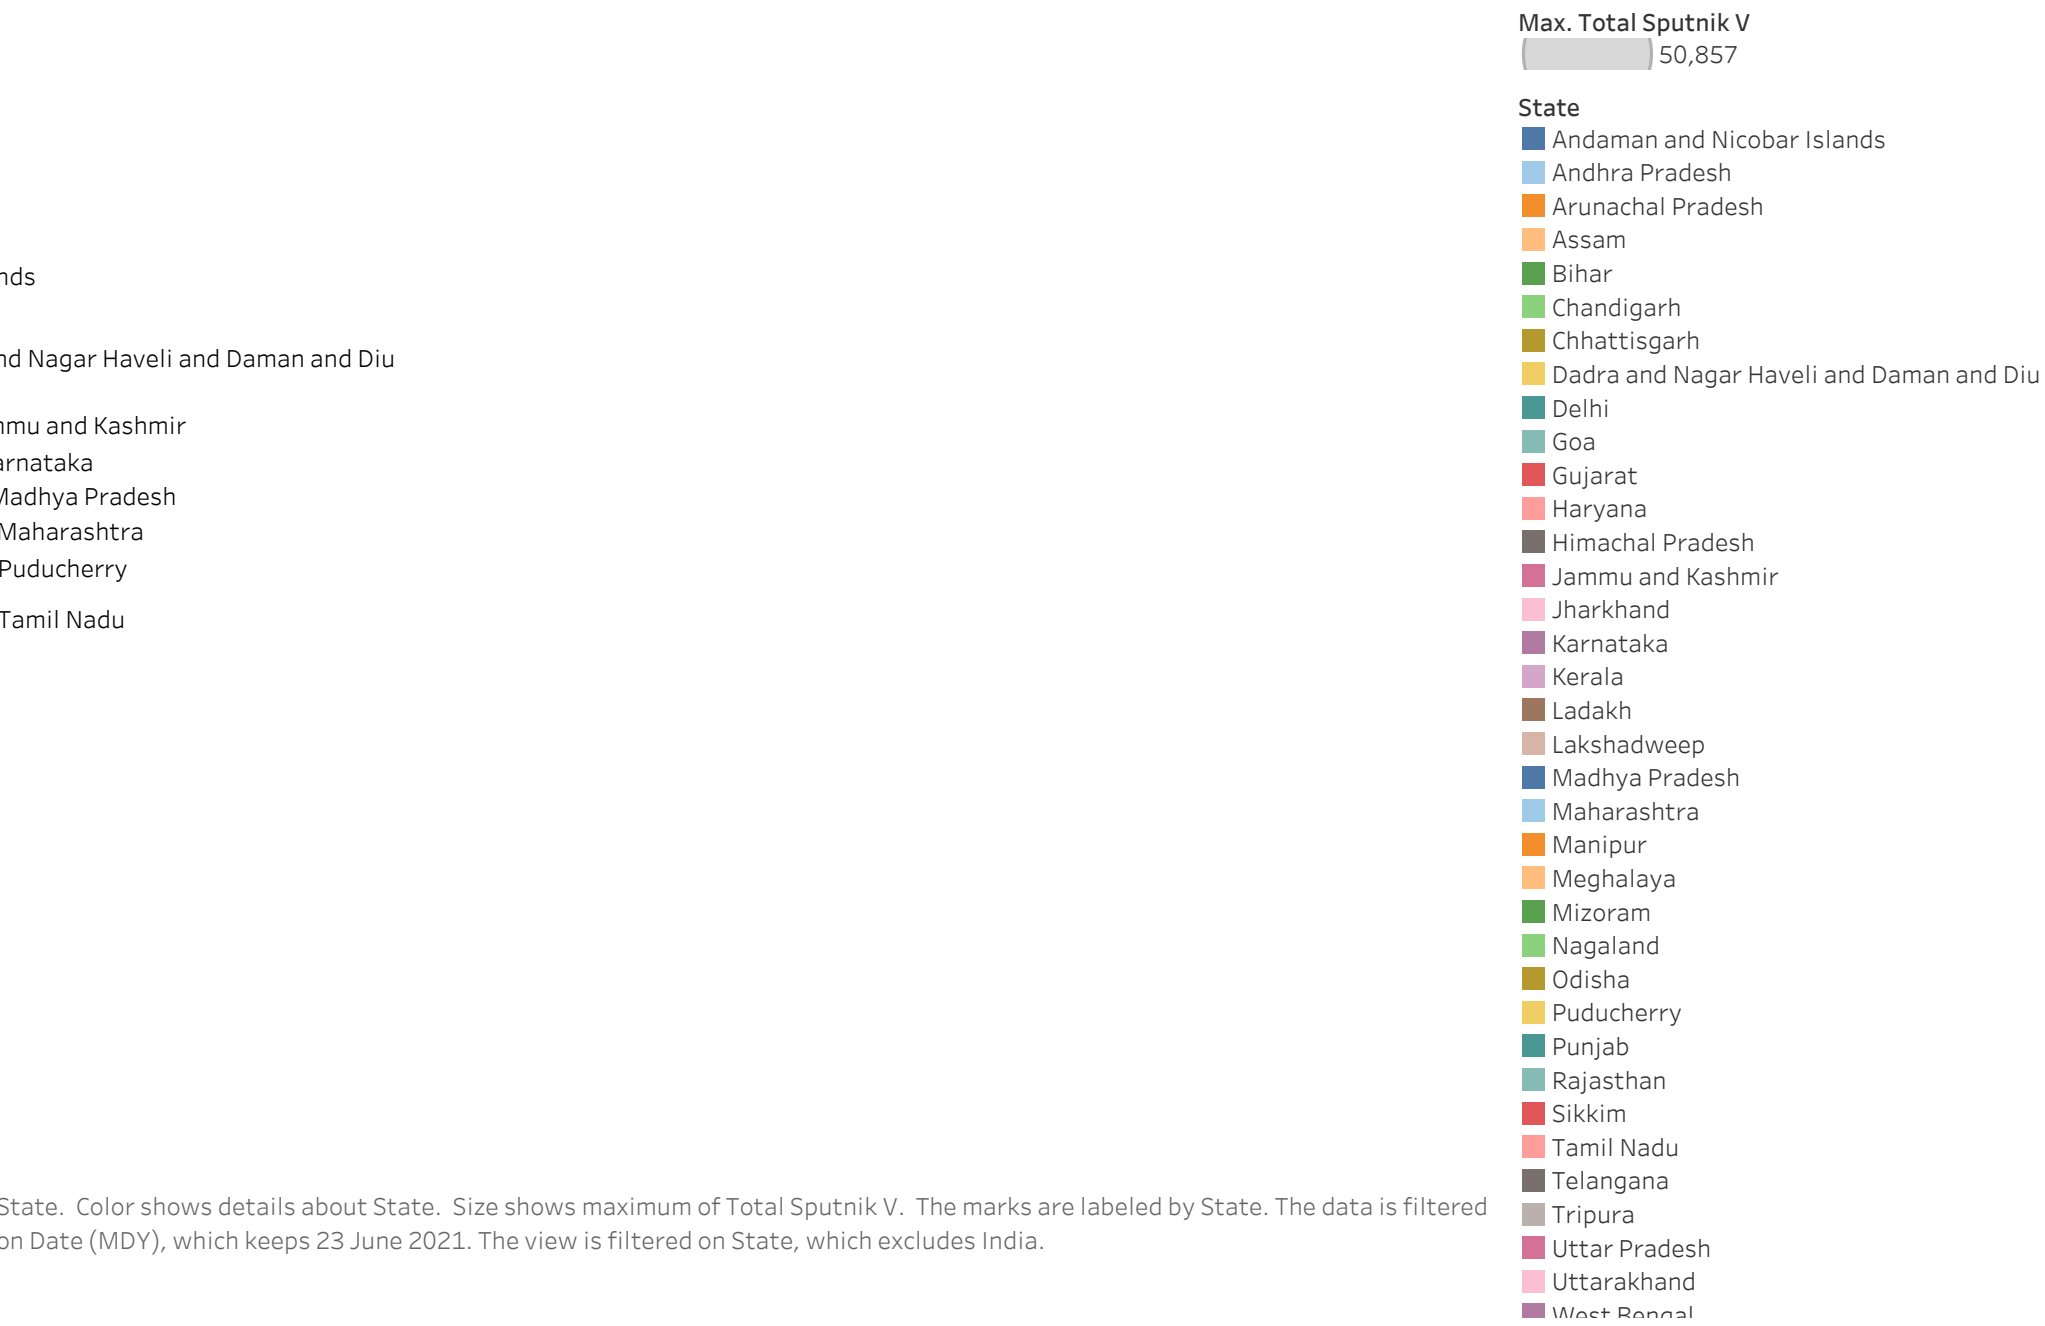 nds
nd Nagar Haveli and Daman and Diu
mmu and Kashmir
arnataka
Madhya Pradesh
Maharashtra
Puducherry
Tamil Nadu
State.  Color shows details about State.  Size shows maximum of Total Sputnik V.  The marks are labeled by State. The data is filtered
on Date (MDY), which keeps 23 June 2021. The view is filtered on State, which excludes India.
Max. Total Sputnik V
50,857
State
Andaman and Nicobar Islands
Andhra Pradesh
Arunachal Pradesh
Assam
Bihar
Chandigarh
Chhattisgarh
Dadra and Nagar Haveli and Daman and Diu
Delhi
Goa
Gujarat
Haryana
Himachal Pradesh
Jammu and Kashmir
Jharkhand
Karnataka
Kerala
Ladakh
Lakshadweep
Madhya Pradesh
Maharashtra
Manipur
Meghalaya
Mizoram
Nagaland
Odisha
Puducherry
Punjab
Rajasthan
Sikkim
Tamil Nadu
Telangana
Tripura
Uttar Pradesh
Uttarakhand
West Bengal